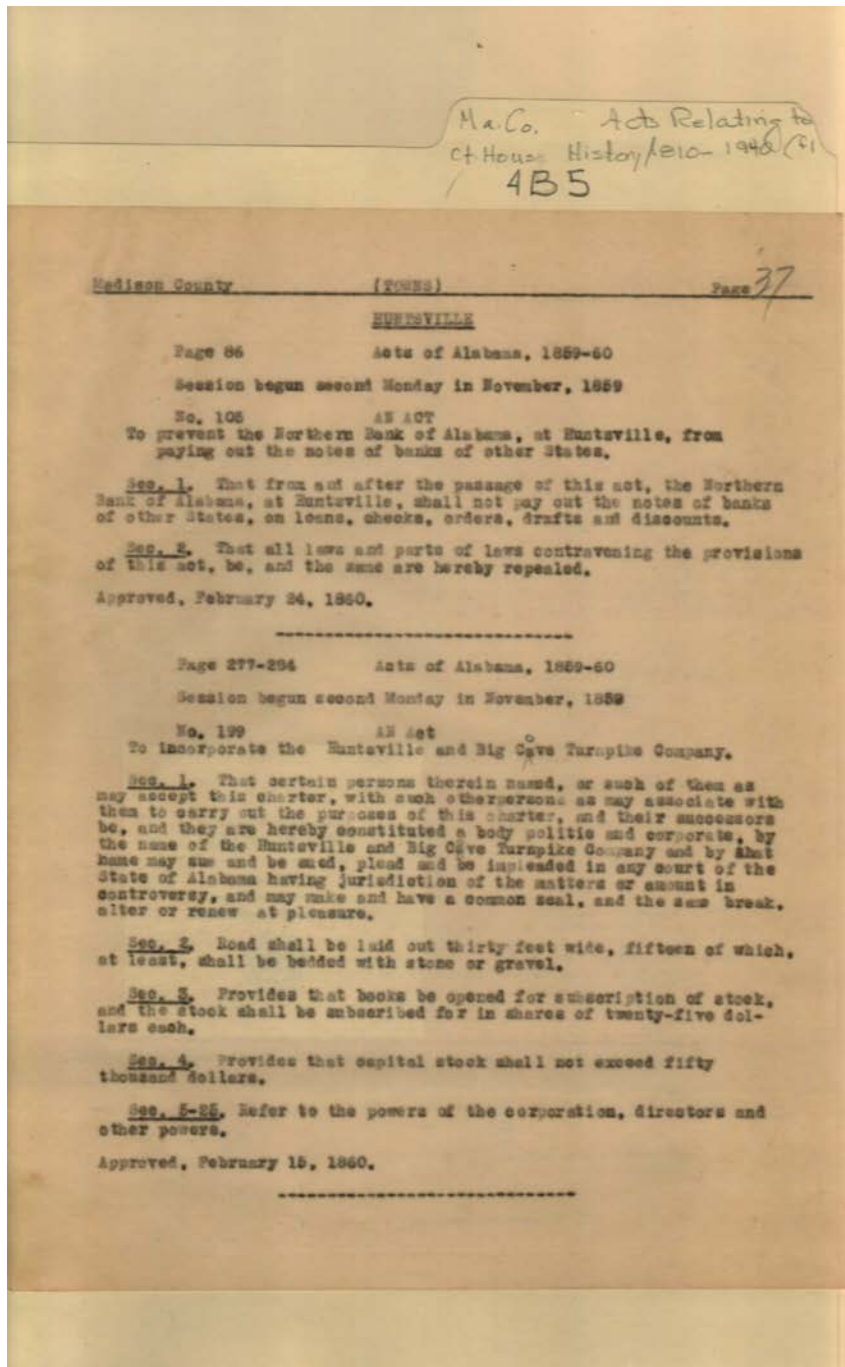 Ma. Co. Acts Relating to
Ct House History 1810-1940
4B5
Madison County (TOWNS) Page 37
HUNTSVILLE
Page 86 Acts of Alabama, 1859-60
Session begun second Monday in November, 1859
No. 105 AN ACT
To prevent the Northern Bank of Alabama, at Huntsville, from
paying out the notes of banks of other States.
Sec. 1. That from and after the passage of this act, the Northern
Bank of Alabama, at Huntsville, shall not pay out the notes of banks
of other States, on loans, checks, orders, drafts and discounts.
Sec. 2. That all laws and parts of laws contravening the provisions
of this act, be, and the same are hereby repealed.
Approved, February 24, 1860.
Page 277-284 Acts of Alabama, 1859-60
Session begun second Monday in November, 1859
No. 199 AN Act
To incorporate the Huntsville and Big Cove Turnpike Company.
Sec. 1. That certain persons therein named, or such of them as
may accept this charter, with such otherpersons as may associate with
them to carry out the purposes of this charter, and their successors
be, and they are hereby constituted a body politic and corporate, by
the name of the Huntsville and Big Cove Turnpike Company and by that
name may sue and be sued, plead and be impleaded in any court of the
State of Alabama having jurisdiction of the matters or amount in
controversy, and may make and have a common seal, and the same break,
alter or renew at pleasure.
Sec. 2. Road shall be laid out thirty feet wide, fifteen of which,
at least, shall be bedded with stone or gravel.
Sec. 3. Provides that books be opened for subscription of stock,
and the stock shall be subscribed for in shares of twenty-five dol-
lars each.
Sec. 4. Provides that capital stock shall not exceed fifty
thousand dollars.
Sec. 5-25. Refer to the powers of the corporation, directors and
other powers.
Approved, February 15, 1860.